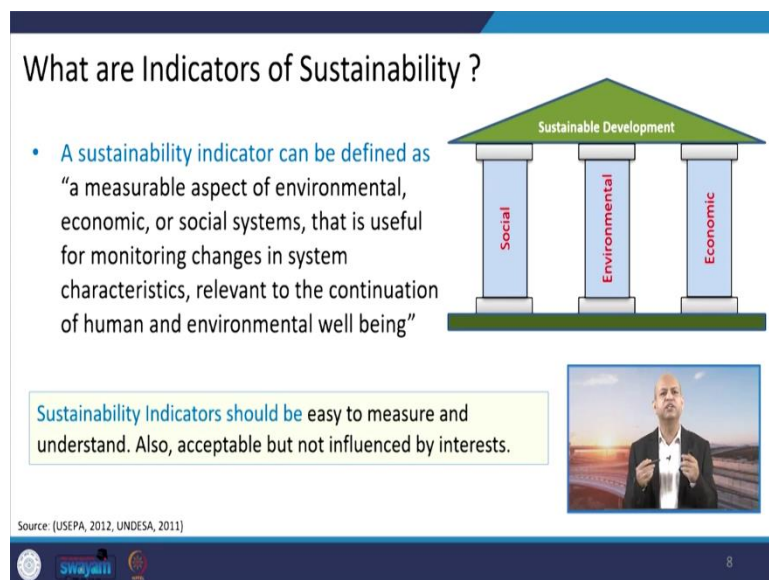 What are Indicators of Sustainability ?
• A sustainability indicator can be defined as
“a measurable aspect of environmental,
economic, or social systems, that is useful
for monitoring changes in system
characteristics, relevant to the continuation
of human and environmental well being”
Sustainable Development
Social
Environmental
Economic
Sustainability Indicators should be easy to measure and
understand. Also, acceptable but not influenced by interests.
Source: (USEPA, 2012, UNDESA, 2011)
swayam
8